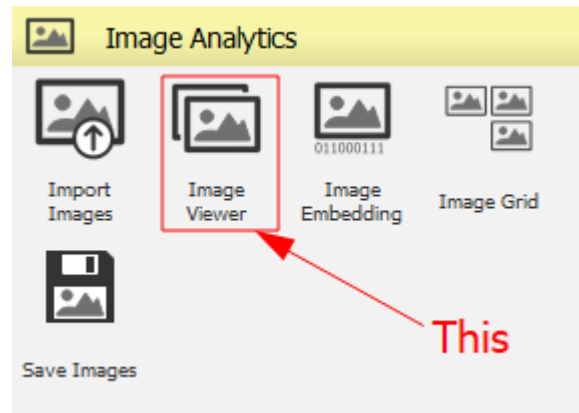 Image Analytics
Import
Images
Image
Viewer
011000111
Image
Embedding
Image Grid
Save Images
This